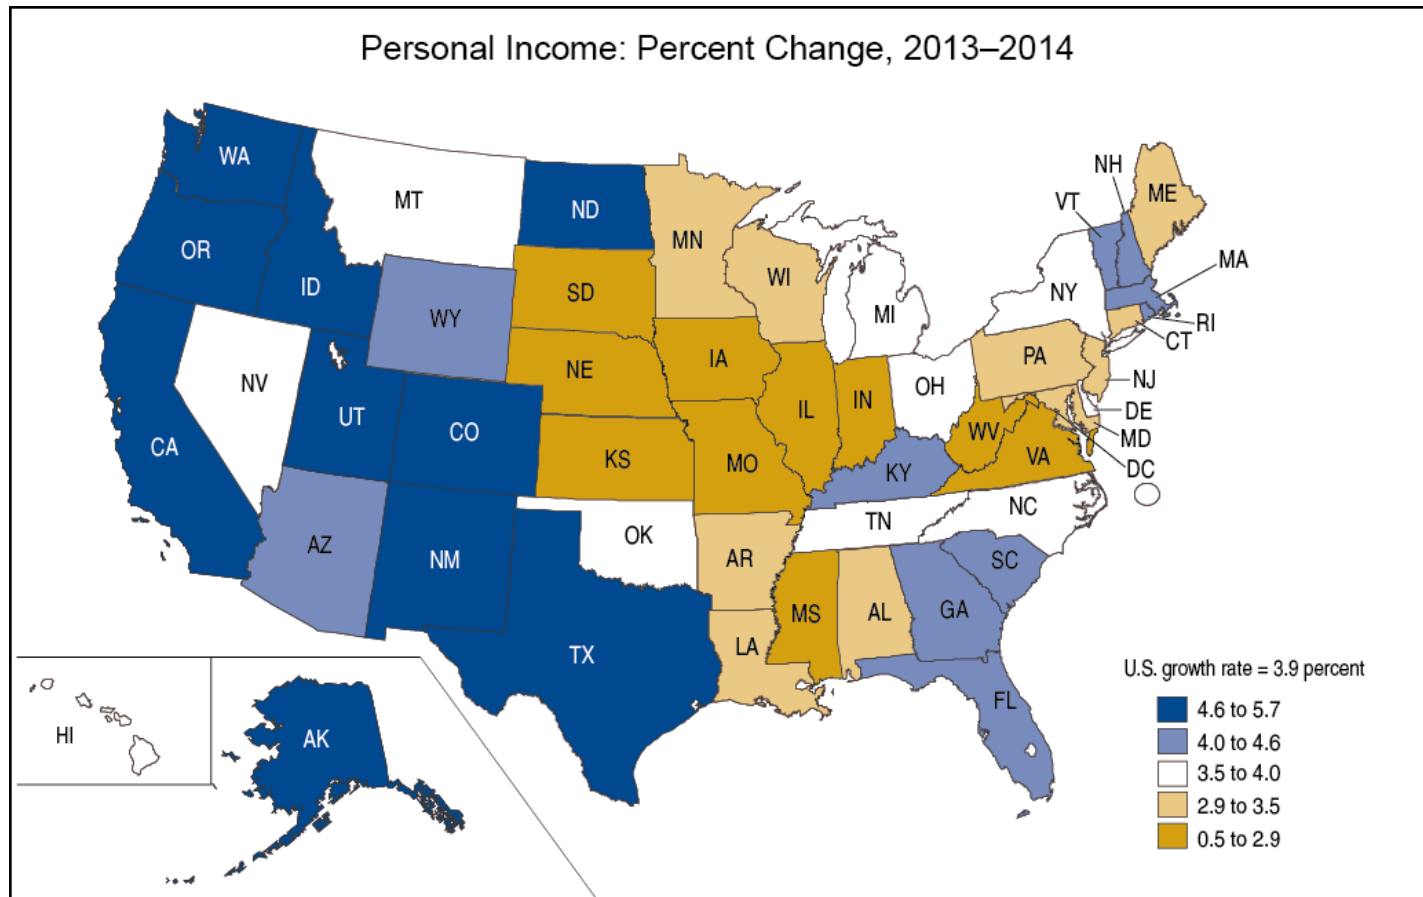 Personal Income: Percent Change, 2013–2014
WA
MT
ND
OR
ID
WY
SD
MN
WI
MI
NY
VT
NH
ME
MA
RI
CT
NV
UT
CO
NE
IA
IL
IN
OH
PA
NJ
DE
MD
DC
CA
KS
MO
KY
WV
VA
AZ
NM
OK
AR
TN
NC
SC
TX
LA
MS
AL
GA
FL
HI
AK
U.S. growth rate = 3.9 percent
4.6 to 5.7
4.0 to 4.6
3.5 to 4.0
2.9 to 3.5
0.5 to 2.9